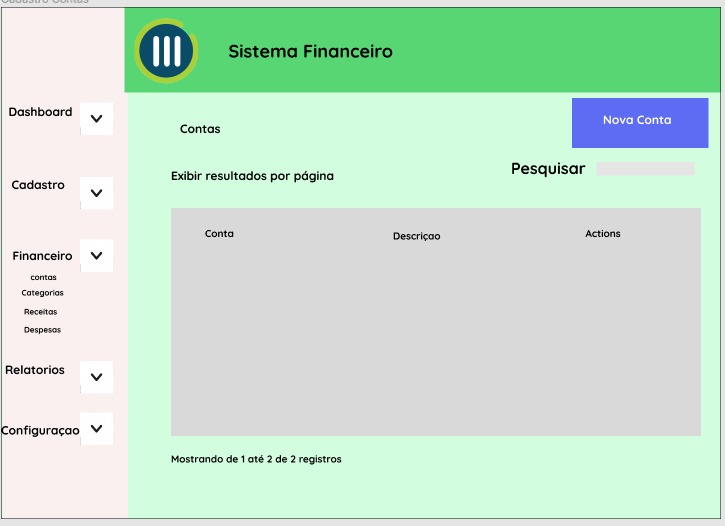 Cadastro Contas
Sistema Financeiro
Dashboard
Cadastro
Financeiro
contas
Categorias
Receitas
Despesas
Relatorios
Configuraçao
Contas
Nova Conta
Exibir resultados por página
Pesquisar
Conta
Descriçao
Actions
Mostrando de 1 até 2 de 2 registros